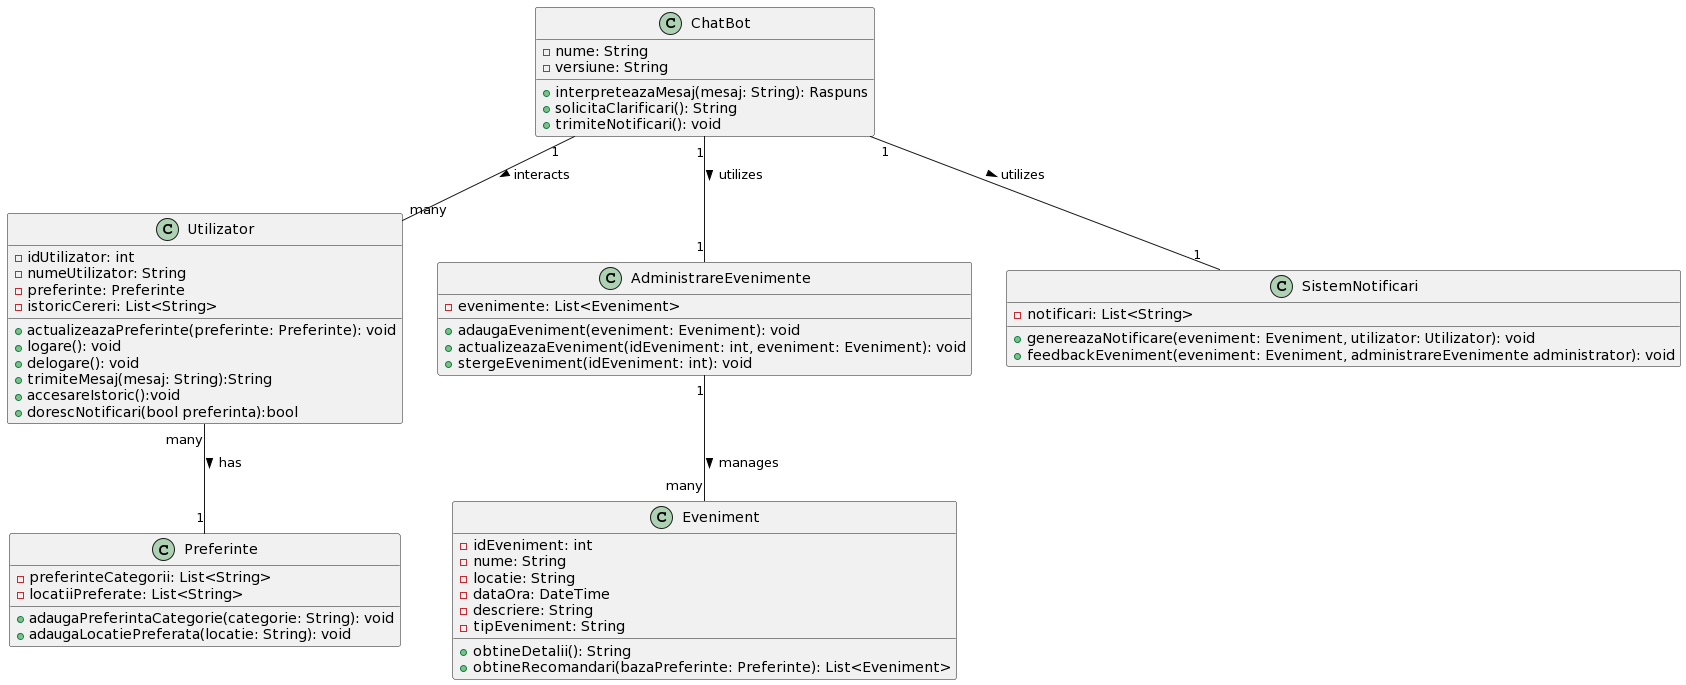 C ChatBot
nume: String
versiune: String
interpreteazaMesaj(mesaj: String): Raspuns
solicitaClarificari(): String
trimiteNotificari(): void
1
1
1
interacts
utilizes
utilizes
many
1
1
C Utilizator
idUtilizator: int
numeUtilizator: String
preferinte: Preferinte
istoricCereri: List<String>
actualizeazaPreferinte(preferinte: Preferinte): void
logare(): void
delogare(): void
trimiteMesaj(mesaj: String):String
accesareIstoric():void
dorescNotificari(bool preferinta):bool
C AdministrareEvenimente
evenimente: List<Eveniment>
adaugaEveniment(eveniment: Eveniment): void
actualizeazaEveniment(idEveniment: int, eveniment: Eveniment): void
stergeEveniment(idEveniment: int): void
C SistemNotificari
notificari: List<String>
genereazaNotificare(eveniment: Eveniment, utilizator: Utilizator): void
feedbackEveniment(eveniment: Eveniment, administrareEvenimente administrator): void
many
has
1
1
manages
many
C Preferinte
preferinteCategorii: List<String>
locatiiPreferate: List<String>
adaugaPreferintaCategorie(categorie: String): void
adaugaLocatiePreferata(locatie: String): void
C Eveniment
idEveniment: int
nume: String
locatie: String
dataOra: DateTime
descriere: String
tipEveniment: String
obtineDetalii(): String
obtineRecomandari(bazaPreferinte: Preferinte): List<Eveniment>